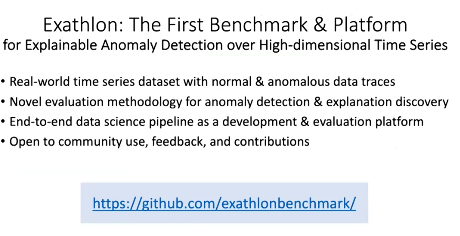 Exathlon: The First Benchmark & Platform
for Explainable Anomaly Detection over High-dimensional Time Series
• Real-world time series dataset with normal & anomalous data traces
• Novel evaluation methodology for anomaly detection & explanation discovery
• End-to-end data science pipeline as a development & evaluation platform
• Open to community use, feedback, and contributions
https://github.com/exathlonbenchmark/